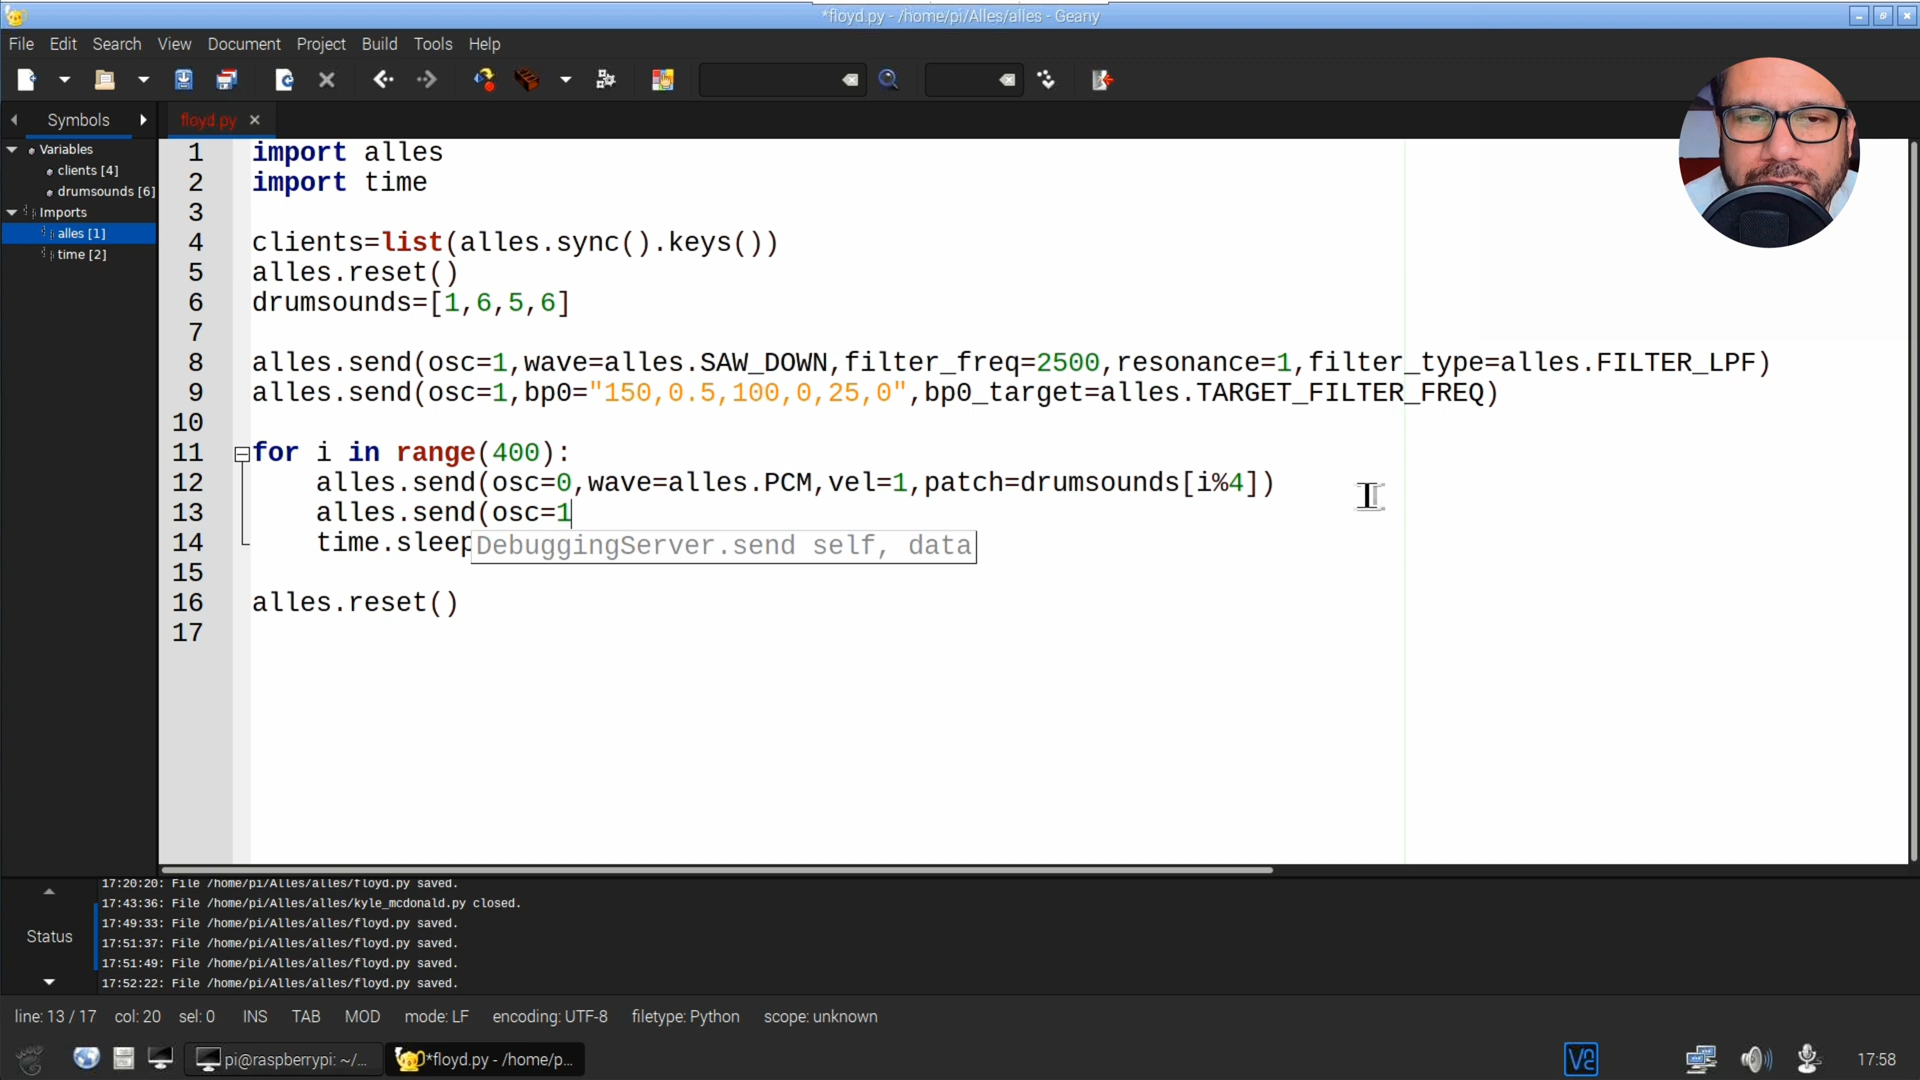 *floyd.py - /home/pi/Alles/alles - Geany
File Edit Search View Document Project Build Tools Help
Symbols
floyd.py
Variables
clients [4]
drumsounds [6]
Imports
alles [1]
time [2]
1 import alles
2 import time
3
4 clients=list(alles.sync().keys())
5 alles.reset()
6 drumsounds=[1,6,5,6]
7
8 alles.send(osc=1,wave=alles.SAW_DOWN,filter_freq=2500,resonance=1,filter_type=alles.FILTER_LPF)
9 alles.send(osc=1,bp0="150,0.5,100,0,25,0",bp0_target=alles.TARGET_FILTER_FREQ)
10
11 for i in range(400):
12 alles.send(osc=0,wave=alles.PCM,vel=1,patch=drumsounds[i%4])
13 alles.send(osc=1
14 time.sleep
DebuggingServer.send self, data
15
16 alles.reset()
17
Status
17:20:20: File /home/pi/Alles/alles/floyd.py saved.
17:43:36: File /home/pi/Alles/alles/kyle_mcdonald.py closed.
17:49:33: File /home/pi/Alles/alles/floyd.py saved.
17:51:37: File /home/pi/Alles/alles/floyd.py saved.
17:51:49: File /home/pi/Alles/alles/floyd.py saved.
17:52:22: File /home/pi/Alles/alles/floyd.py saved.
line: 13 / 17 col: 20 sel: 0 INS TAB MOD mode: LF encoding: UTF-8 filetype: Python scope: unknown
pi@raspberrypi: ~/...
*floyd.py - /home/p...
17:58